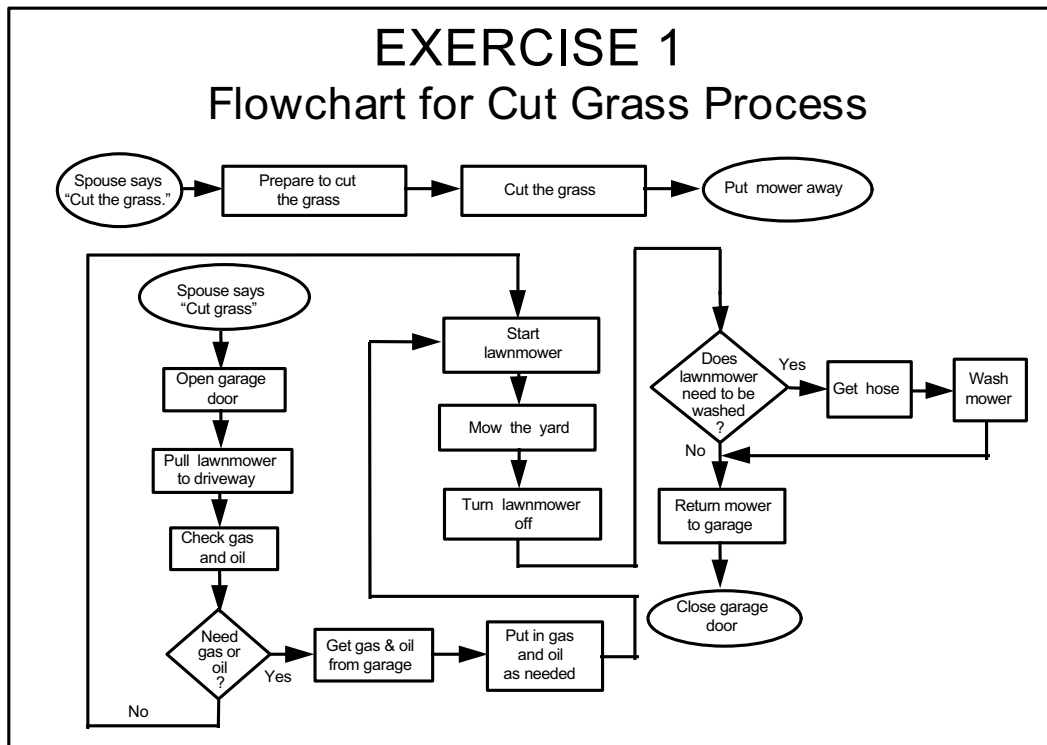 EXERCISE 1
Flowchart for Cut Grass Process
Spouse says
“Cut the grass.”
Prepare to cut
the grass
Cut the grass
Put mower away
Spouse says
“Cut grass”
Open garage
door
Pull lawnmower
to driveway
Check gas
and oil
Need
gas or
oil
?
Yes
No
Get gas & oil
from garage
Put in gas
and oil
as needed
Start
lawnmower
Mow the yard
Turn lawnmower
off
Does
lawnmower
need to be
washed
?
Yes
No
Get hose
Wash
mower
Return mower
to garage
Close garage
door